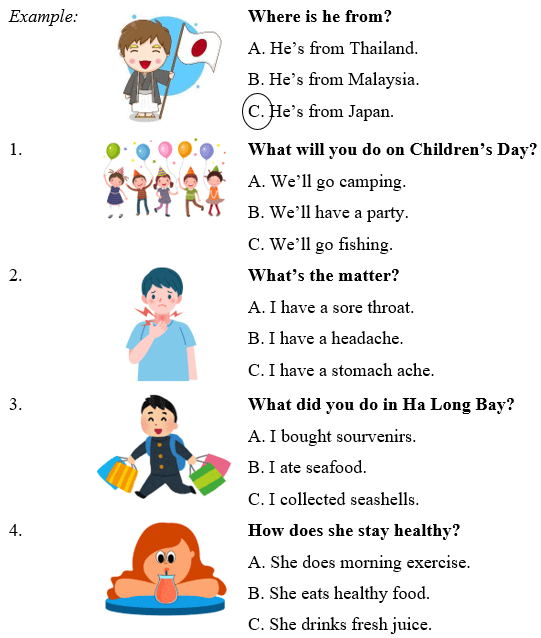 Example: Where is he from?
A. He's from Thailand.
B. He's from Malaysia.
C. He's from Japan.
1. What will you do on Children's Day?
A. We'll go camping.
B. We'll have a party.
C. We'll go fishing.
2. What's the matter?
A. I have a sore throat.
B. I have a headache.
C. I have a stomach ache.
3. What did you do in Ha Long Bay?
A. I bought sourvenirs.
B. I ate seafood.
C. I collected seashells.
4. How does she stay healthy?
A. She does morning exercise.
B. She eats healthy food.
C. She drinks fresh juice.